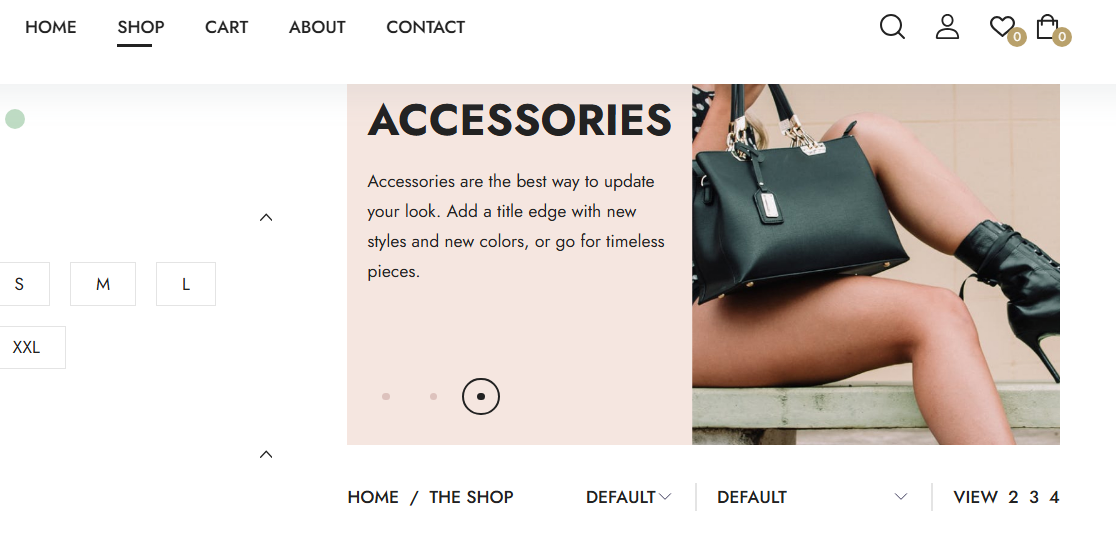 HOME SHOP CART ABOUT CONTACT
0 0
ACCESSORIES
Accessories are the best way to update
your look. Add a title edge with new
styles and new colors, or go for timeless
pieces.
S M L
XXL
HOME / THE SHOP DEFAULT DEFAULT VIEW 2 3 4